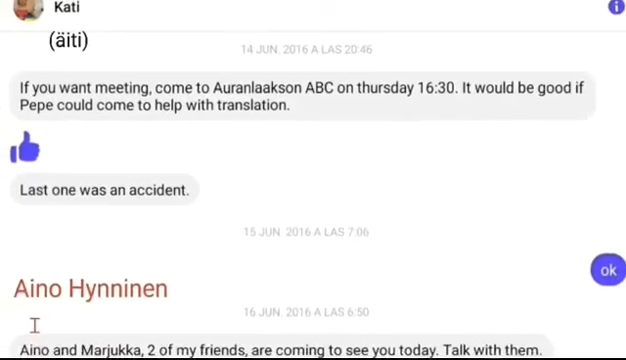 Kati
(äiti)
14 JUN. 2016 A LAS 20:46
If you want meeting, come to Auranlaakson ABC on thursday 16:30. It would be good if
Pepe could come to help with translation.
Last one was an accident.
15 JUN 2016 A LAS 7.06
ok
Aino Hynninen
16 JUN. 2016 A LAS 6:50
Aino and Marjukka, 2 of my friends, are coming to see you today. Talk with them.